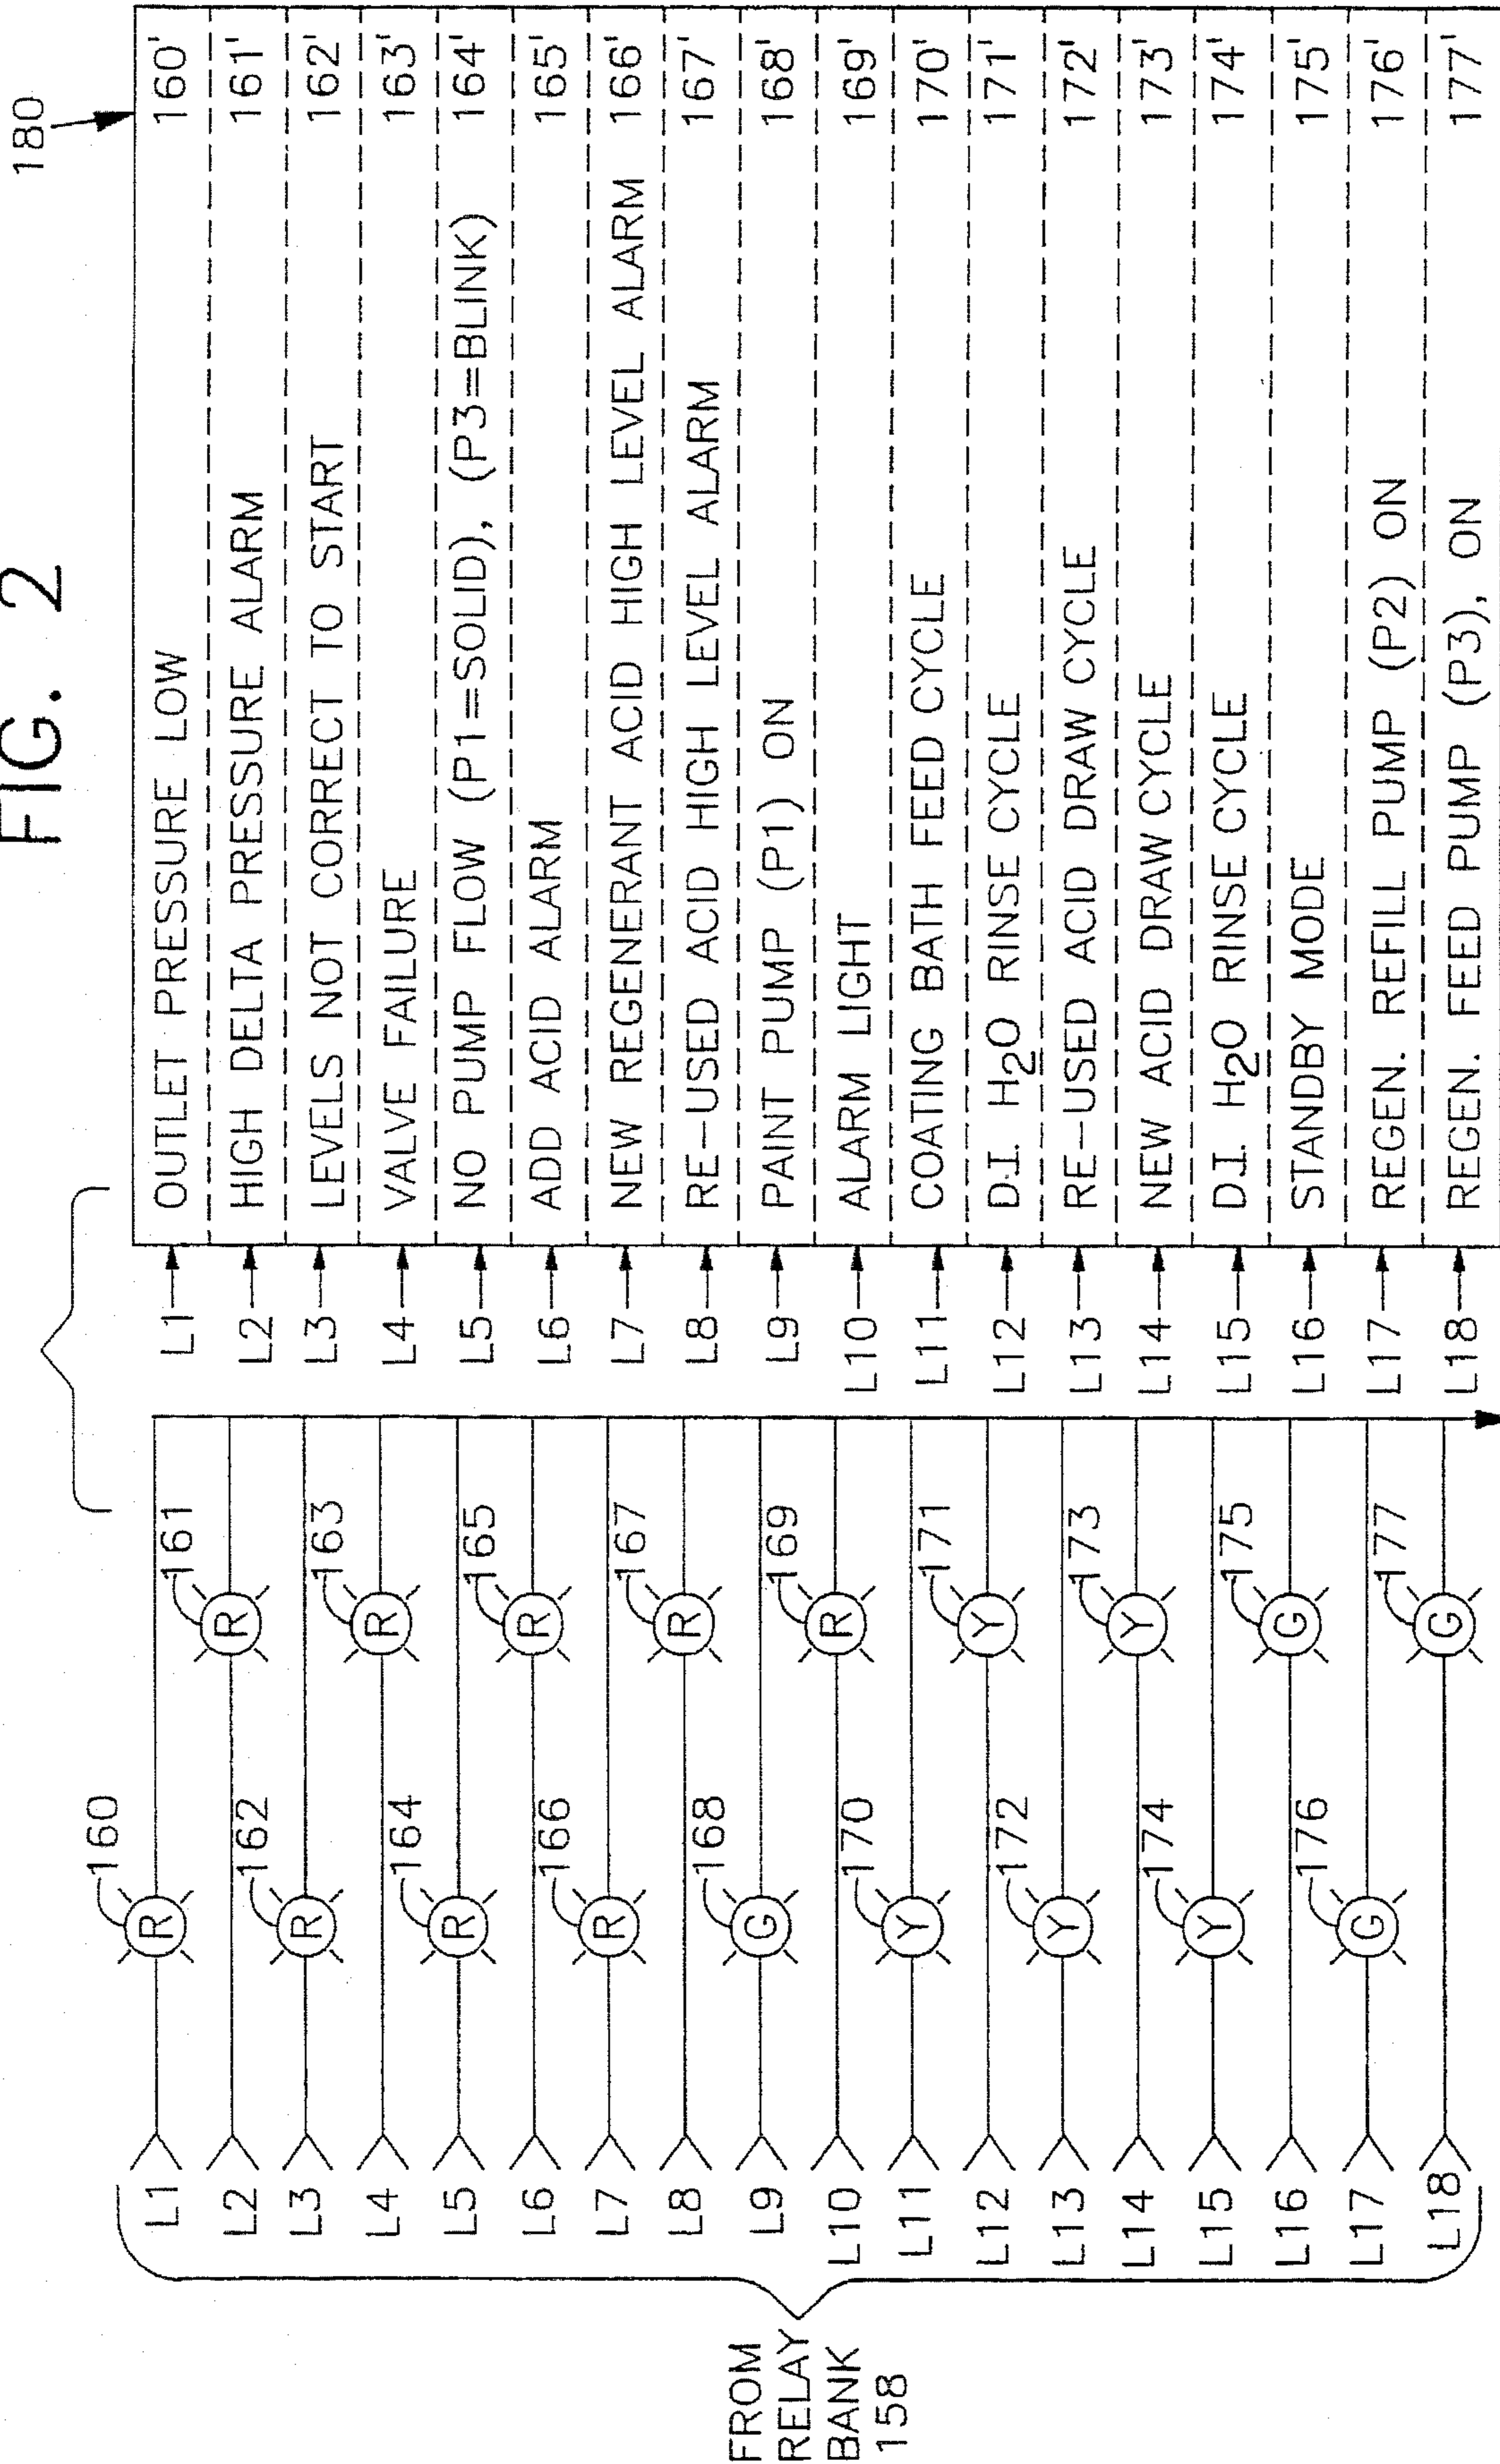 FIG. 2
180
FROM
RELAY
BANK
158
L1
L2
L3
L4
L5
L6
L7
L8
L9
L10
L11
L12
L13
L14
L15
L16
L17
L18
R 160
R 161
R 162
R 163
R 164
R 165
R 166
R 167
G 168
R 169
Y 170
Y 171
Y 172
Y 173
Y 174
G 175
G 176
G 177
L1 OUTLET PRESSURE LOW 160'
L2 HIGH DELTA PRESSURE ALARM 161'
L3 LEVELS NOT CORRECT TO START 162'
L4 VALVE FAILURE 163'
L5 NO PUMP FLOW (P1=SOLID), (P3=BLINK) 164'
L6 ADD ACID ALARM 165'
L7 NEW REGENERANT ACID HIGH LEVEL ALARM 166'
L8 RE-USED ACID HIGH LEVEL ALARM 167'
L9 PAINT PUMP (P1) ON 168'
L10 ALARM LIGHT 169'
L11 COATING BATH FEED CYCLE 170'
L12 D.I. H2O RINSE CYCLE 171'
L13 RE-USED ACID DRAW CYCLE 172'
L14 NEW ACID DRAW CYCLE 173'
L15 D.I. H2O RINSE CYCLE 174'
L16 STANDBY MODE 175'
L17 REGEN. REFILL PUMP (P2) ON 176'
L18 REGEN. FEED PUMP (P3), ON 177'